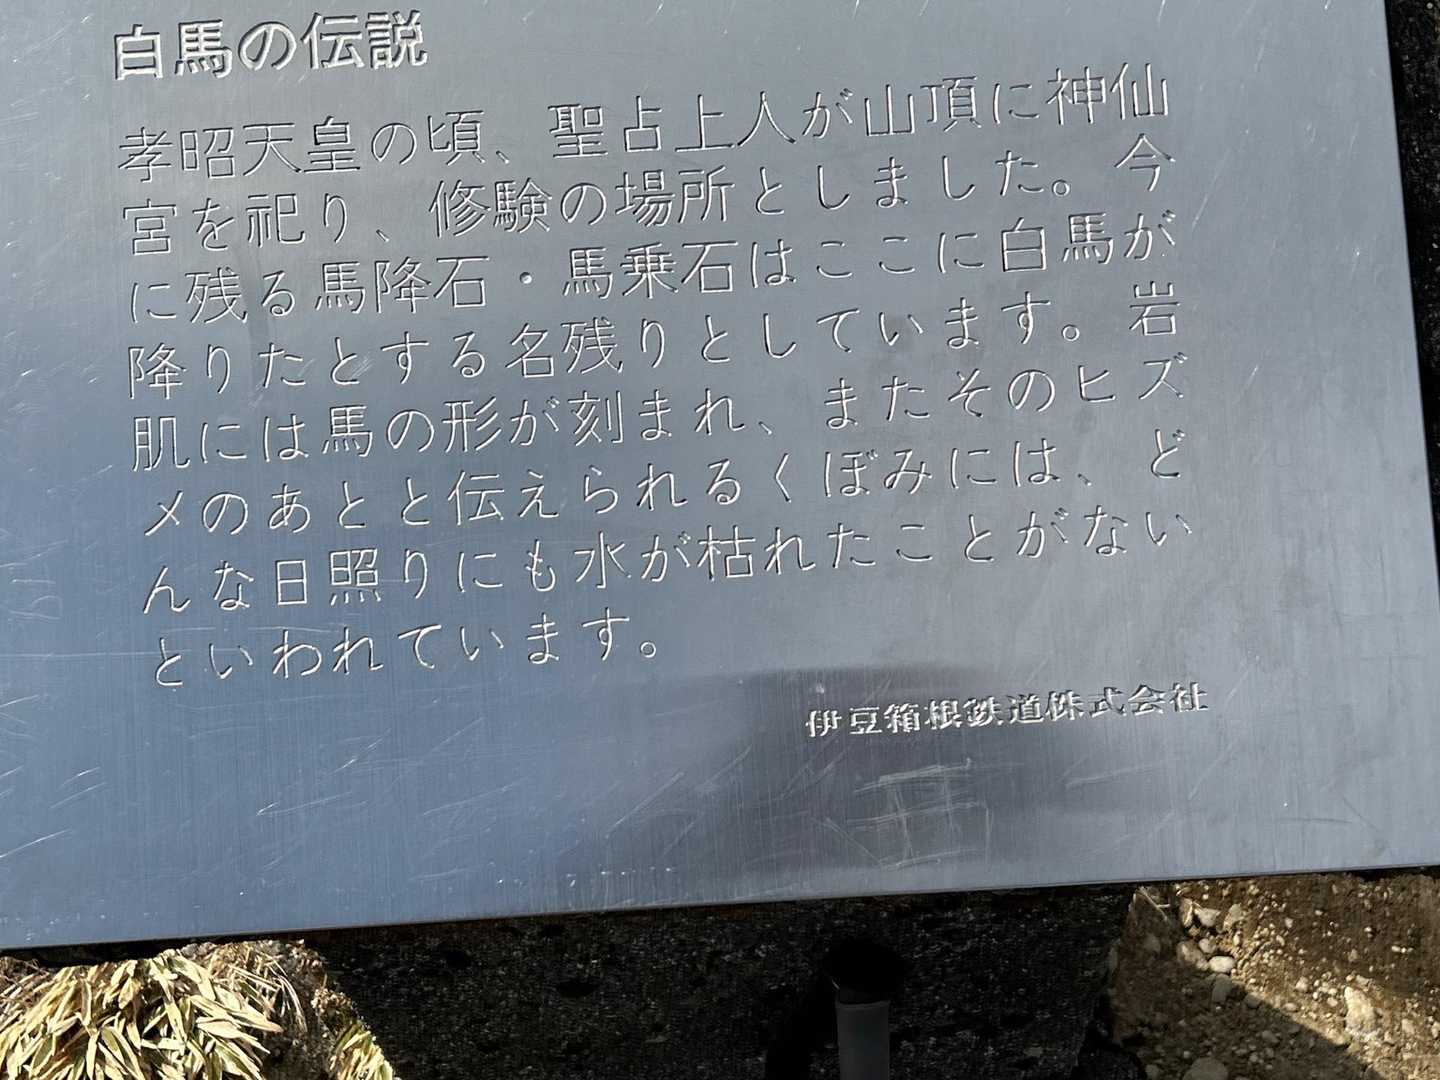 白馬の伝説
孝昭天皇の頃、聖占上人が山頂に神仙
宮を祀り、修験の場所としました。今
に残る馬降石・馬乗石はここに白馬が
降りたとする名残りとしています。岩
肌には馬の形が刻まれ、またそのヒズ
メのあとと伝えられるくぼみには、ど
んな日照りにも水が枯れたことがない
といわれています。
伊豆箱根鉄道株式会社